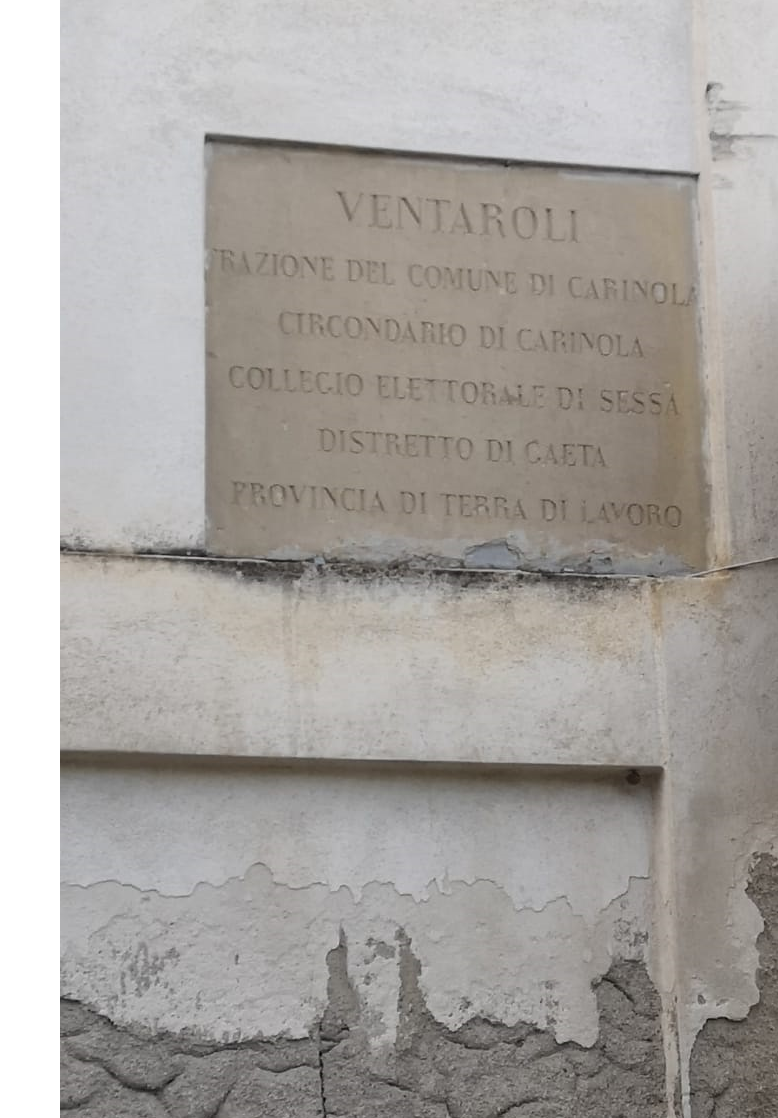 VENTAROLI
FRAZIONE DEL COMUNE DI CARINOLA
CIRCONDARIO DI CARINOLA
COLLEGIO ELETTORALE DI SESSA
DISTRETTO DI GAETA
PROVINCIA DI TERRA DI LAVORO